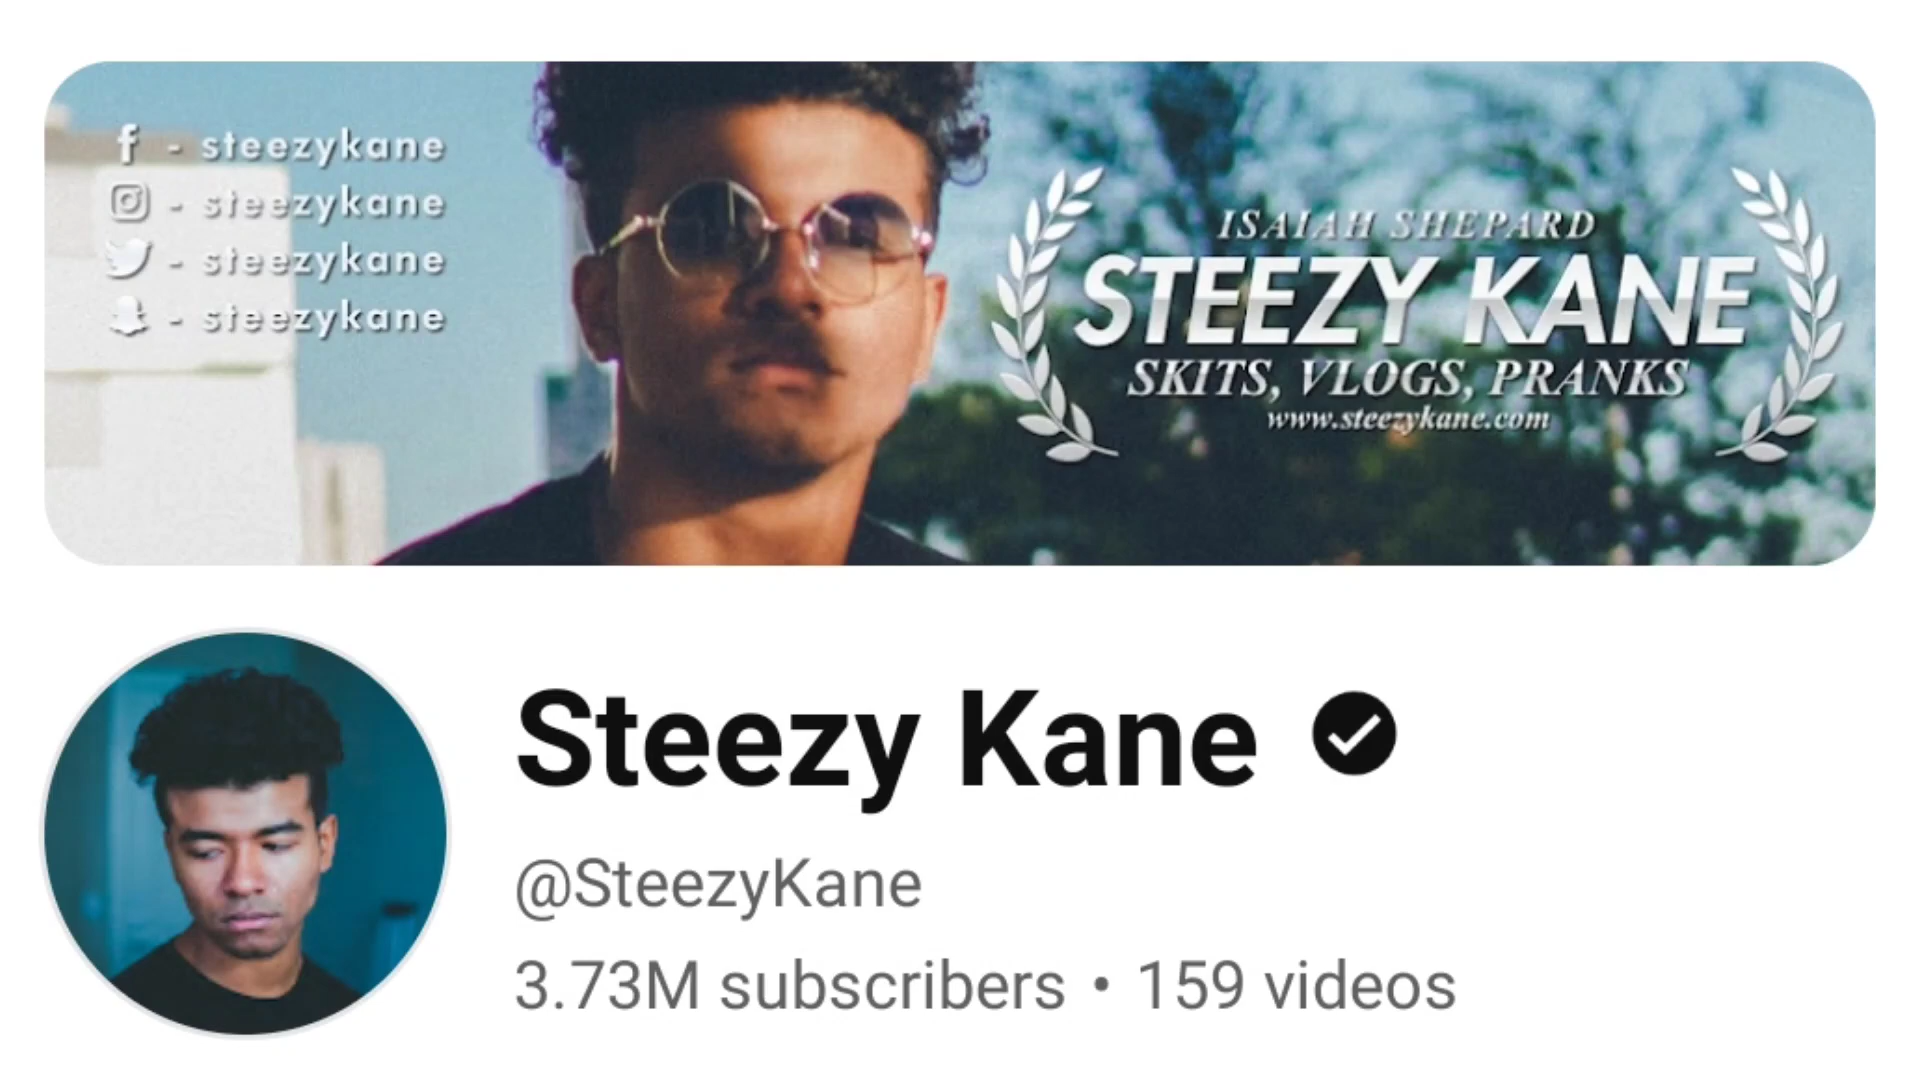 steezykane
steezykane
steezykane
steezykane
ISAIAH SHEPARD
STEEZY KANE
SKITS, VLOGS, PRANKS
www.steezykane.com
Steezy Kane
@SteezyKane
3.73M subscribers • 159 videos